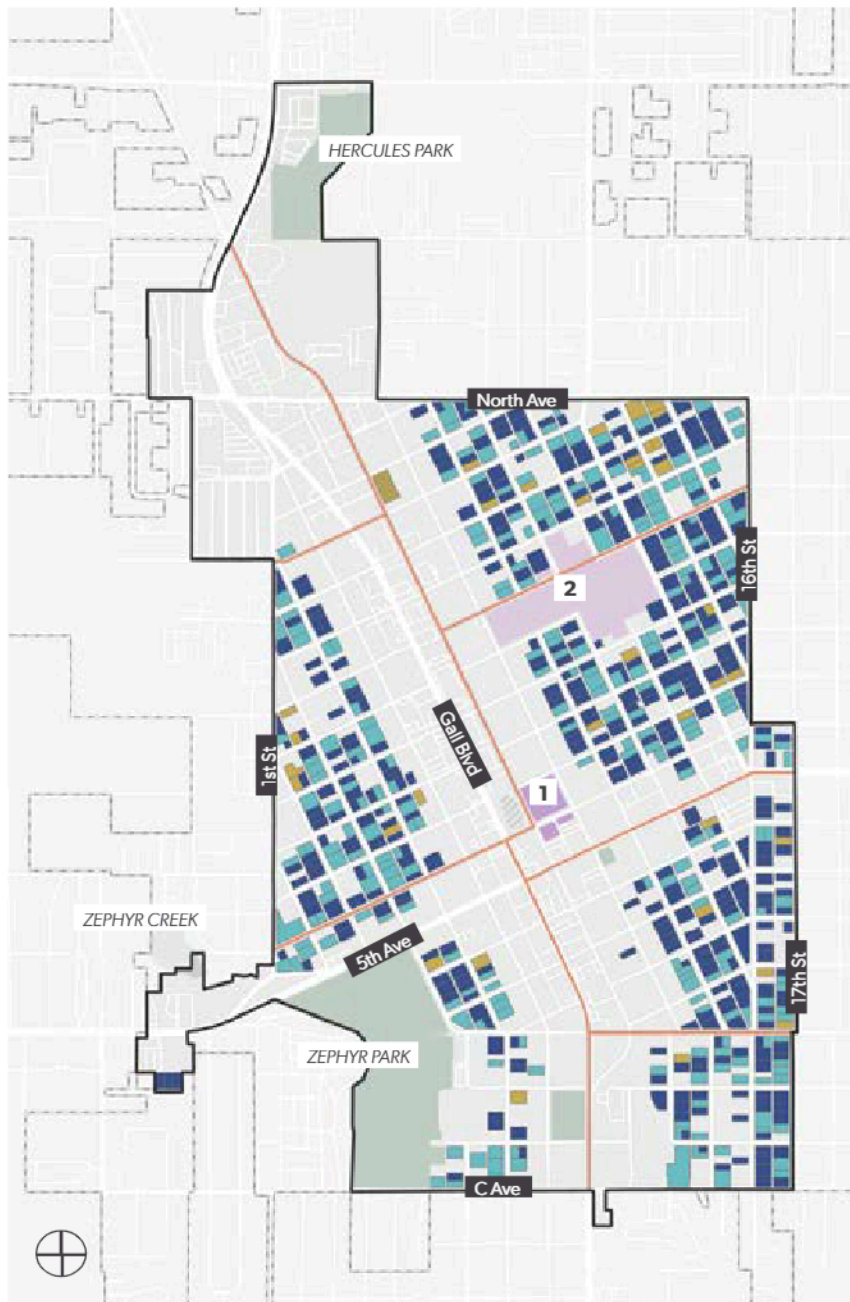 HERCULES PARK
North Ave
2
16th St
Gall Blvd
1st St
1
ZEPHYR CREEK
5th Ave
17th St
ZEPHYR PARK
C Ave